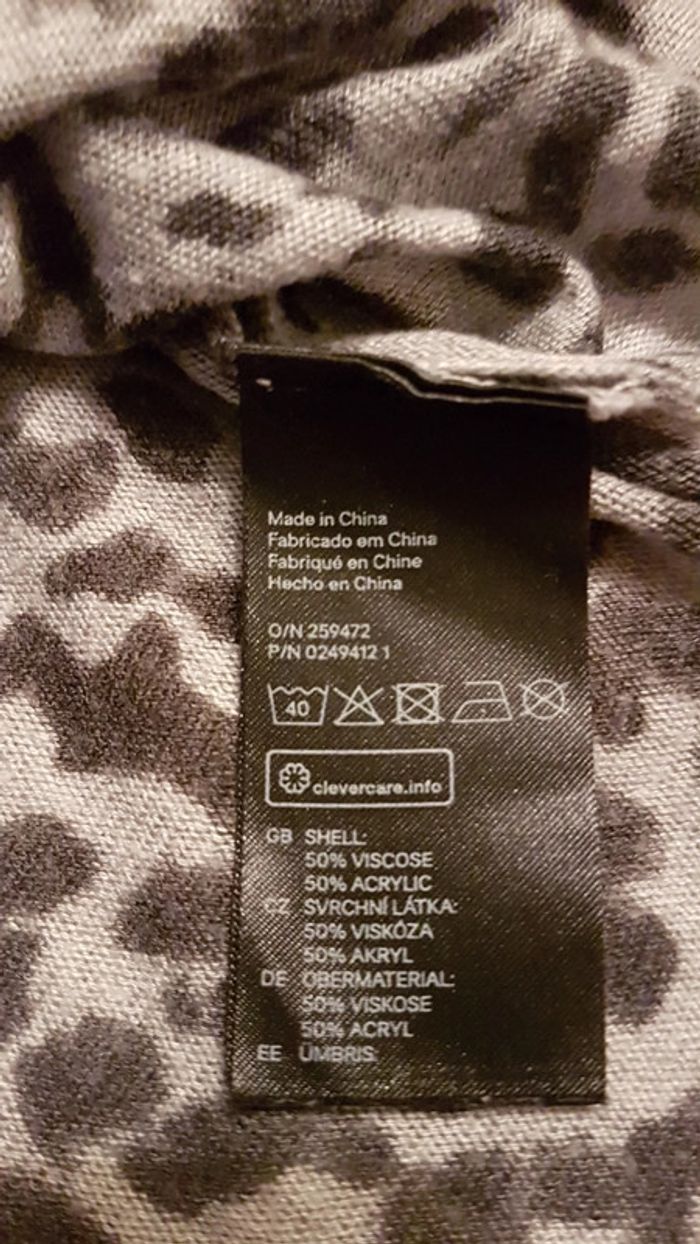 Made in China
Fabricado em China
Fabriqué en Chine
Hecho en China
O/N 259472
P/N 0249412 1
40
clevercare.info
GB SHELL:
50% VISCOSE
50% ACRYLIC
CZ SVRCHNÍ LÁTKA:
50% VISKÓZA
50% AKRYL
DE OBERMATERIAL:
50% VISKOSE
50% ACRYL
EE ÜMBRIS: